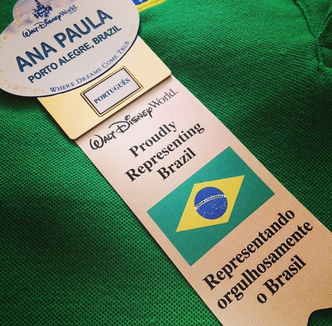 Walt Disney World
ANA PAULA
PORTO ALEGRE, BRAZIL
WHERE DREAMS COME TRUE
PORTUGUÊS
Walt Disney World.
Proudly
Representing
Brazil
Representando
orgulhosamente
o Brasil